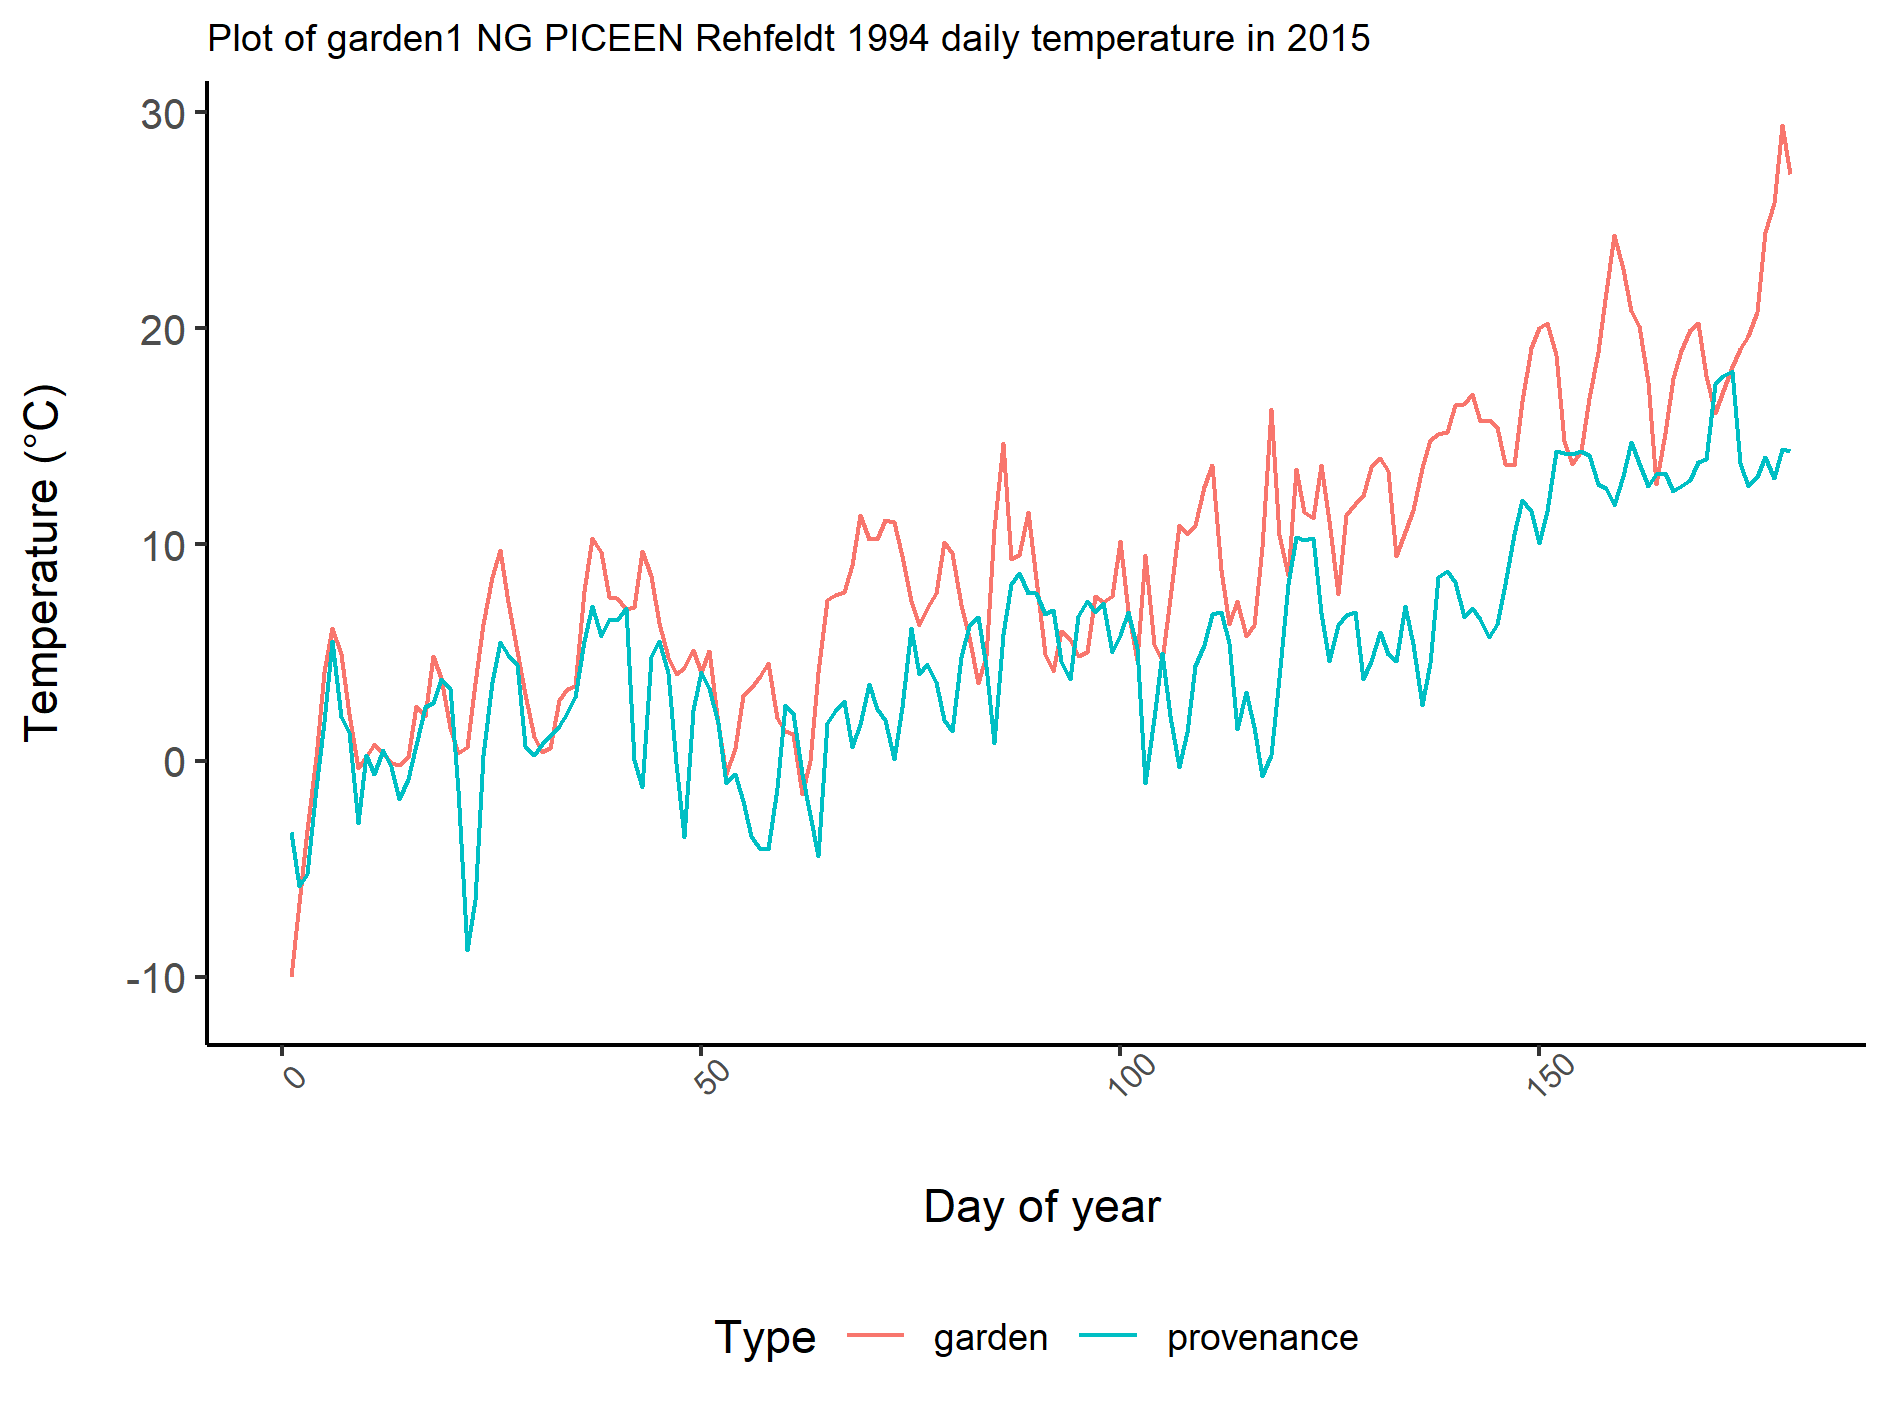 Plot of garden1 NG PICEEN Rehfeldt 1994 daily temperature in 2015
Temperature (°C)
30
20
10
0
-10
0 50 100 150
Day of year
Type garden provenance